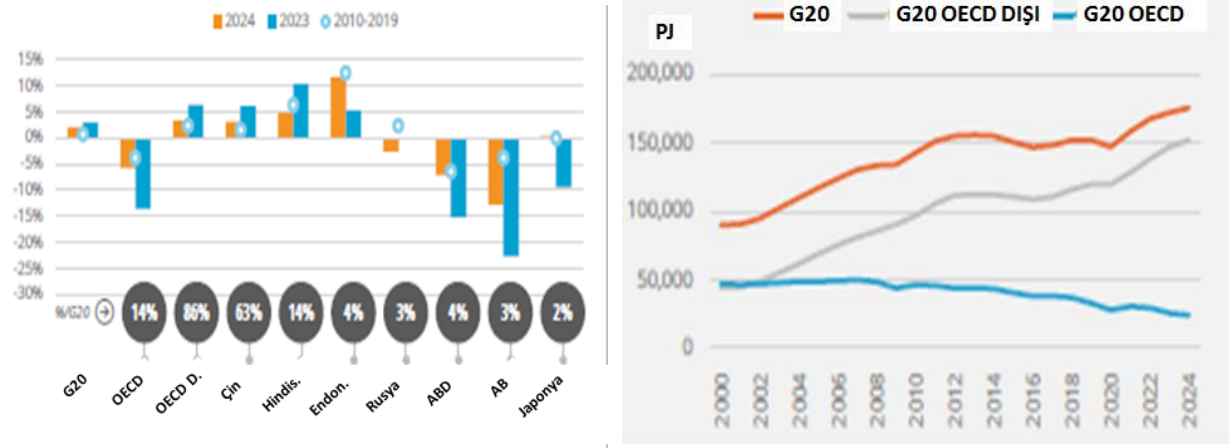 2024 2023 2010-2019
15%
10%
5%
0%
-5%
-10%
-15%
-20%
-25%
-30%
%/G20 14% 86% 63% 14% 4% 3% 4% 3% 2%
G20 OECD OECD D. Çin Hindis. Endon. Rusya ABD AB Japonya
G20 G20 OECD DIŞI G20 OECD
PJ
200,000
150,000
100,000
50,000
0
2000 2002 2004 2006 2008 2010 2012 2014 2016 2018 2020 2022 2024